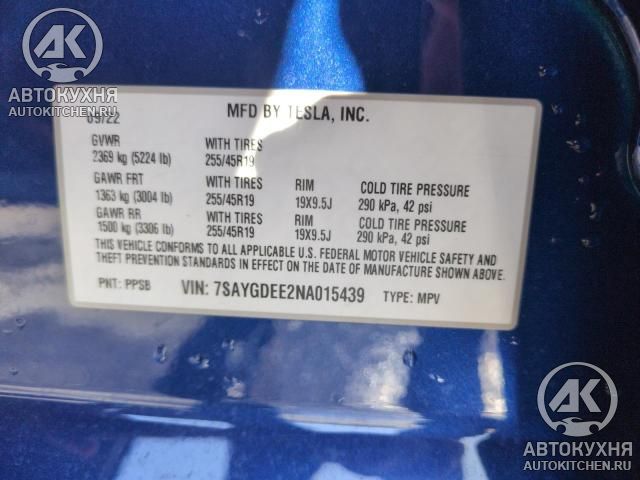 АК
АВТОКУХНЯ
AUTOKITCHEN.RU
09/22
MFD BY TESLA, INC.
GVWR WITH TIRES
2369 kg (5224 lb) 255/45R19
GAWR FRT WITH TIRES RIM COLD TIRE PRESSURE
1363 kg (3004 lb) 255/45R19 19X9.5J 290 kPa, 42 psi
GAWR RR WITH TIRES RIM COLD TIRE PRESSURE
1500 kg (3306 lb) 255/45R19 19X9.5J 290 kPa, 42 psi
THIS VEHICLE CONFORMS TO ALL APPLICABLE U.S. FEDERAL MOTOR VEHICLE SAFETY AND
THEFT PREVENTION STANDARDS IN EFFECT ON THE DATE OF MANUFACTURE SHOWN ABOVE.
PNT: PPSB VIN: 7SAYGDEE2NA015439 TYPE: MPV
АК
АВТОКУХНЯ
AUTOKITCHEN.RU